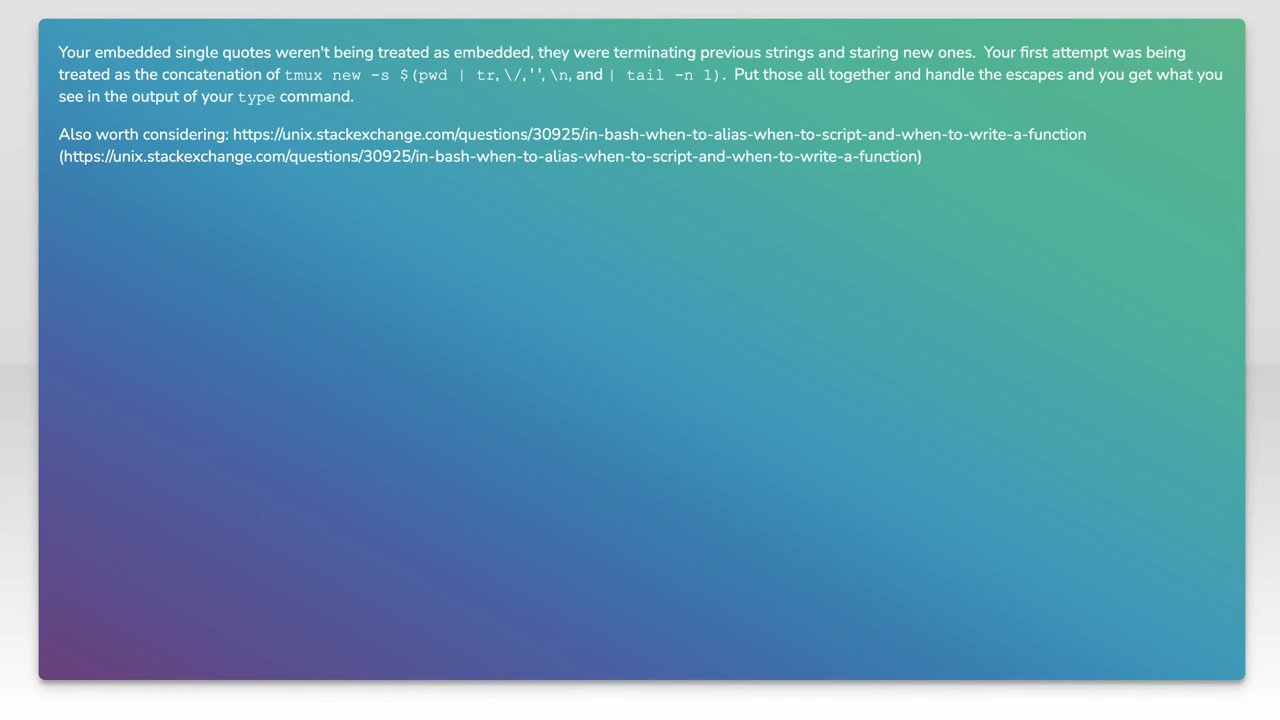 Your embedded single quotes weren't being treated as embedded, they were terminating previous strings and staring new ones.  Your first attempt was being
treated as the concatenation of tmux new -s $(pwd | tr, \/,' ', \n, and | tail -n 1). Put those all together and handle the escapes and you get what you
see in the output of your type command.
Also worth considering: https://unix.stackexchange.com/questions/30925/in-bash-when-to-alias-when-to-script-and-when-to-write-a-function
(https://unix.stackexchange.com/questions/30925/in-bash-when-to-alias-when-to-script-and-when-to-write-a-function)